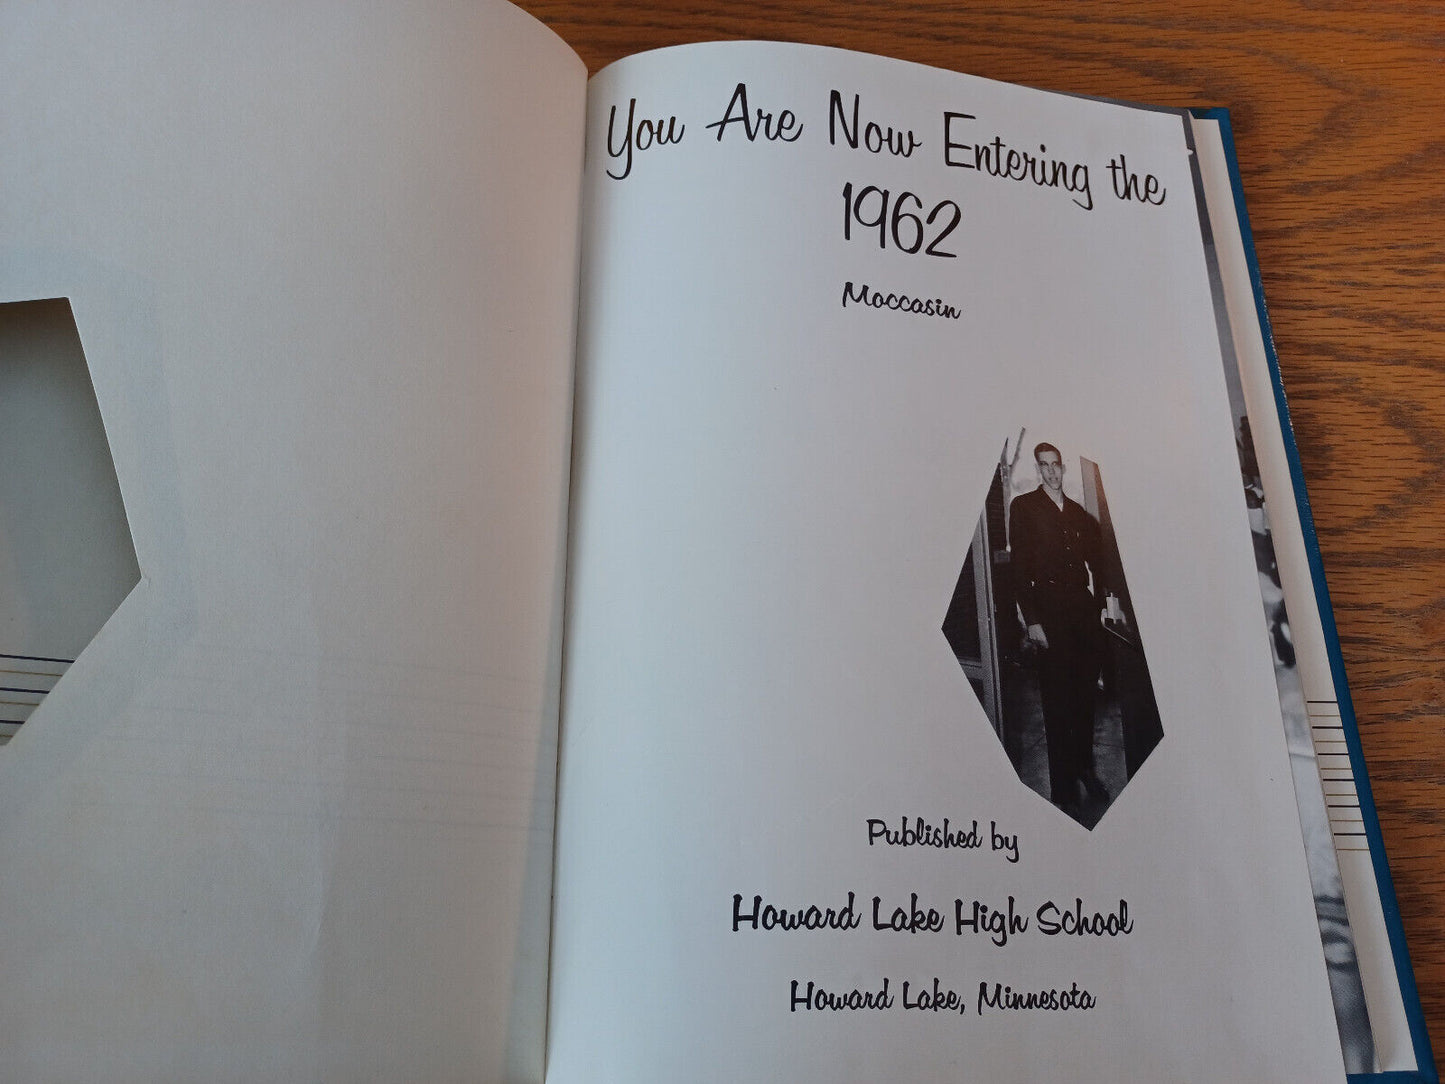 You Are Now Entering the
1962
Moccasin
Published by
Howard Lake High School
Howard Lake, Minnesota